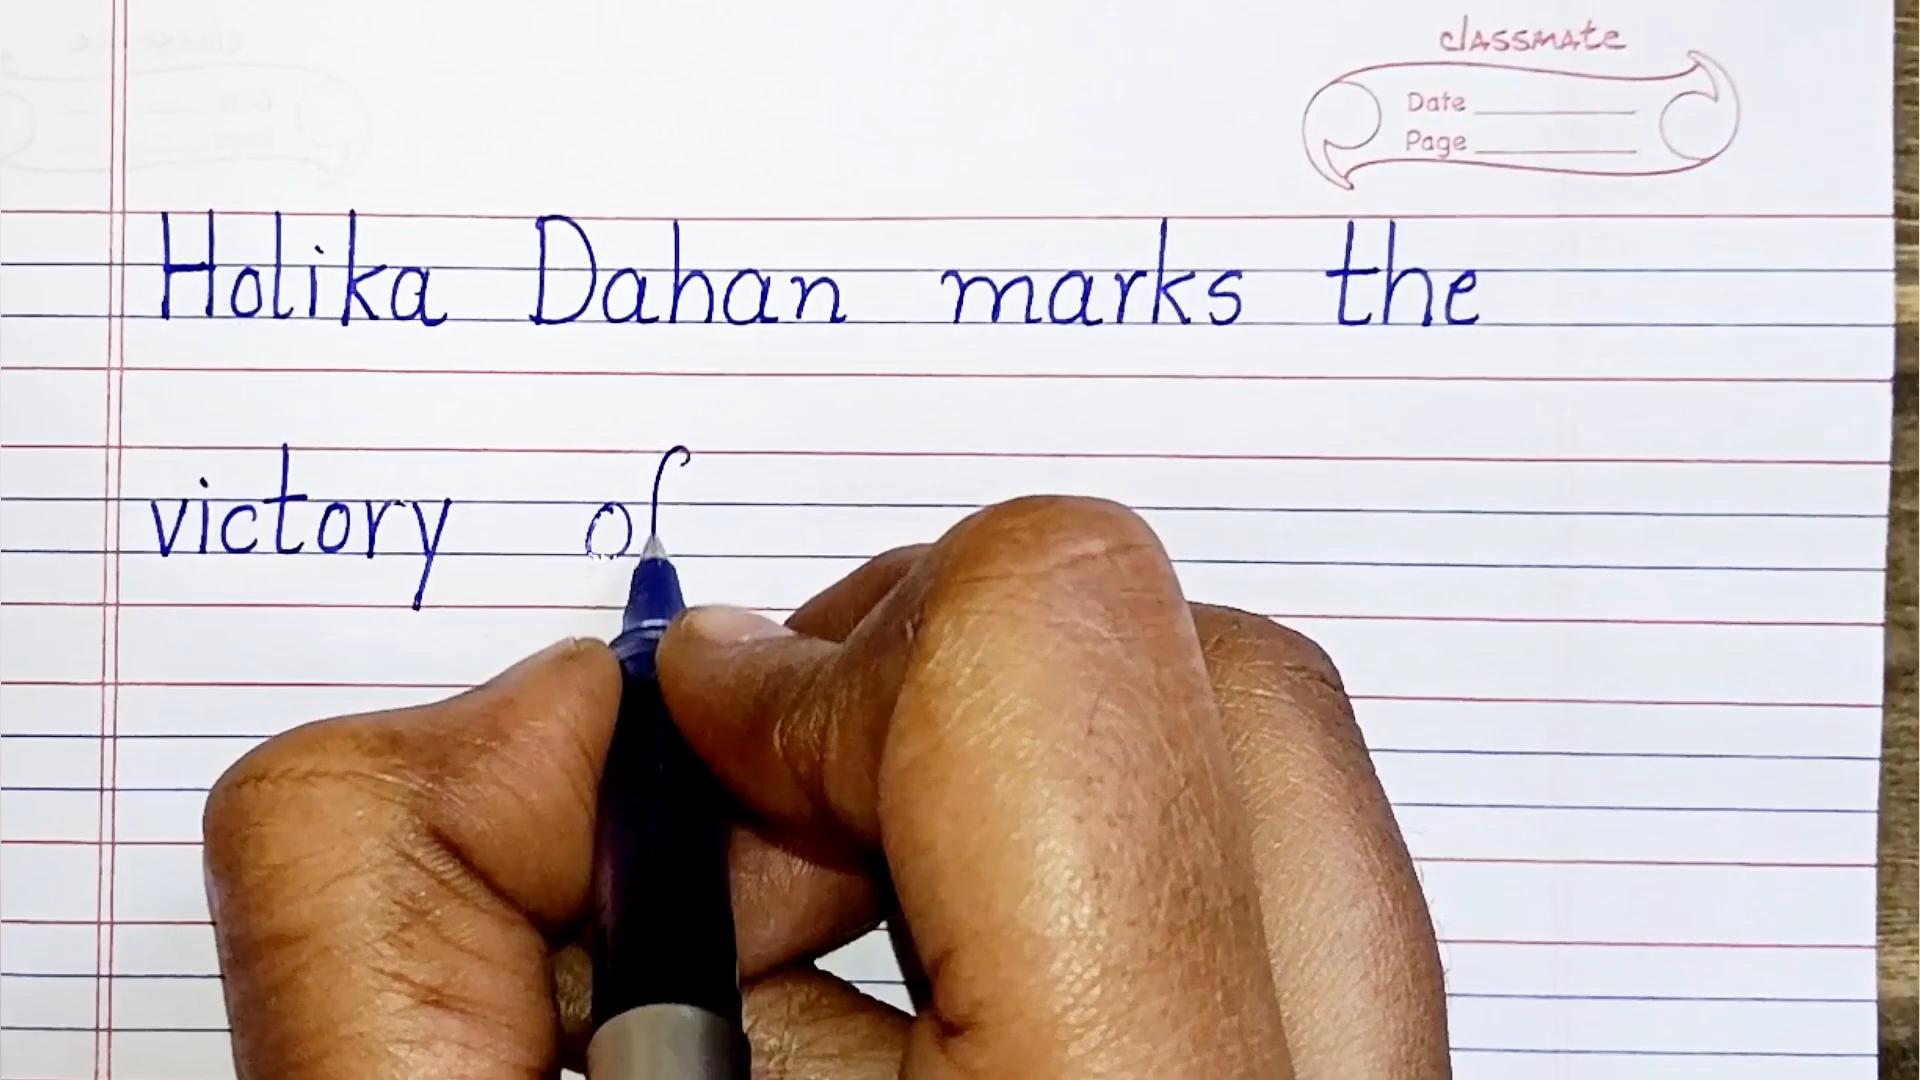 classmate
Date
Page
Holika Dahan marks the
victory of